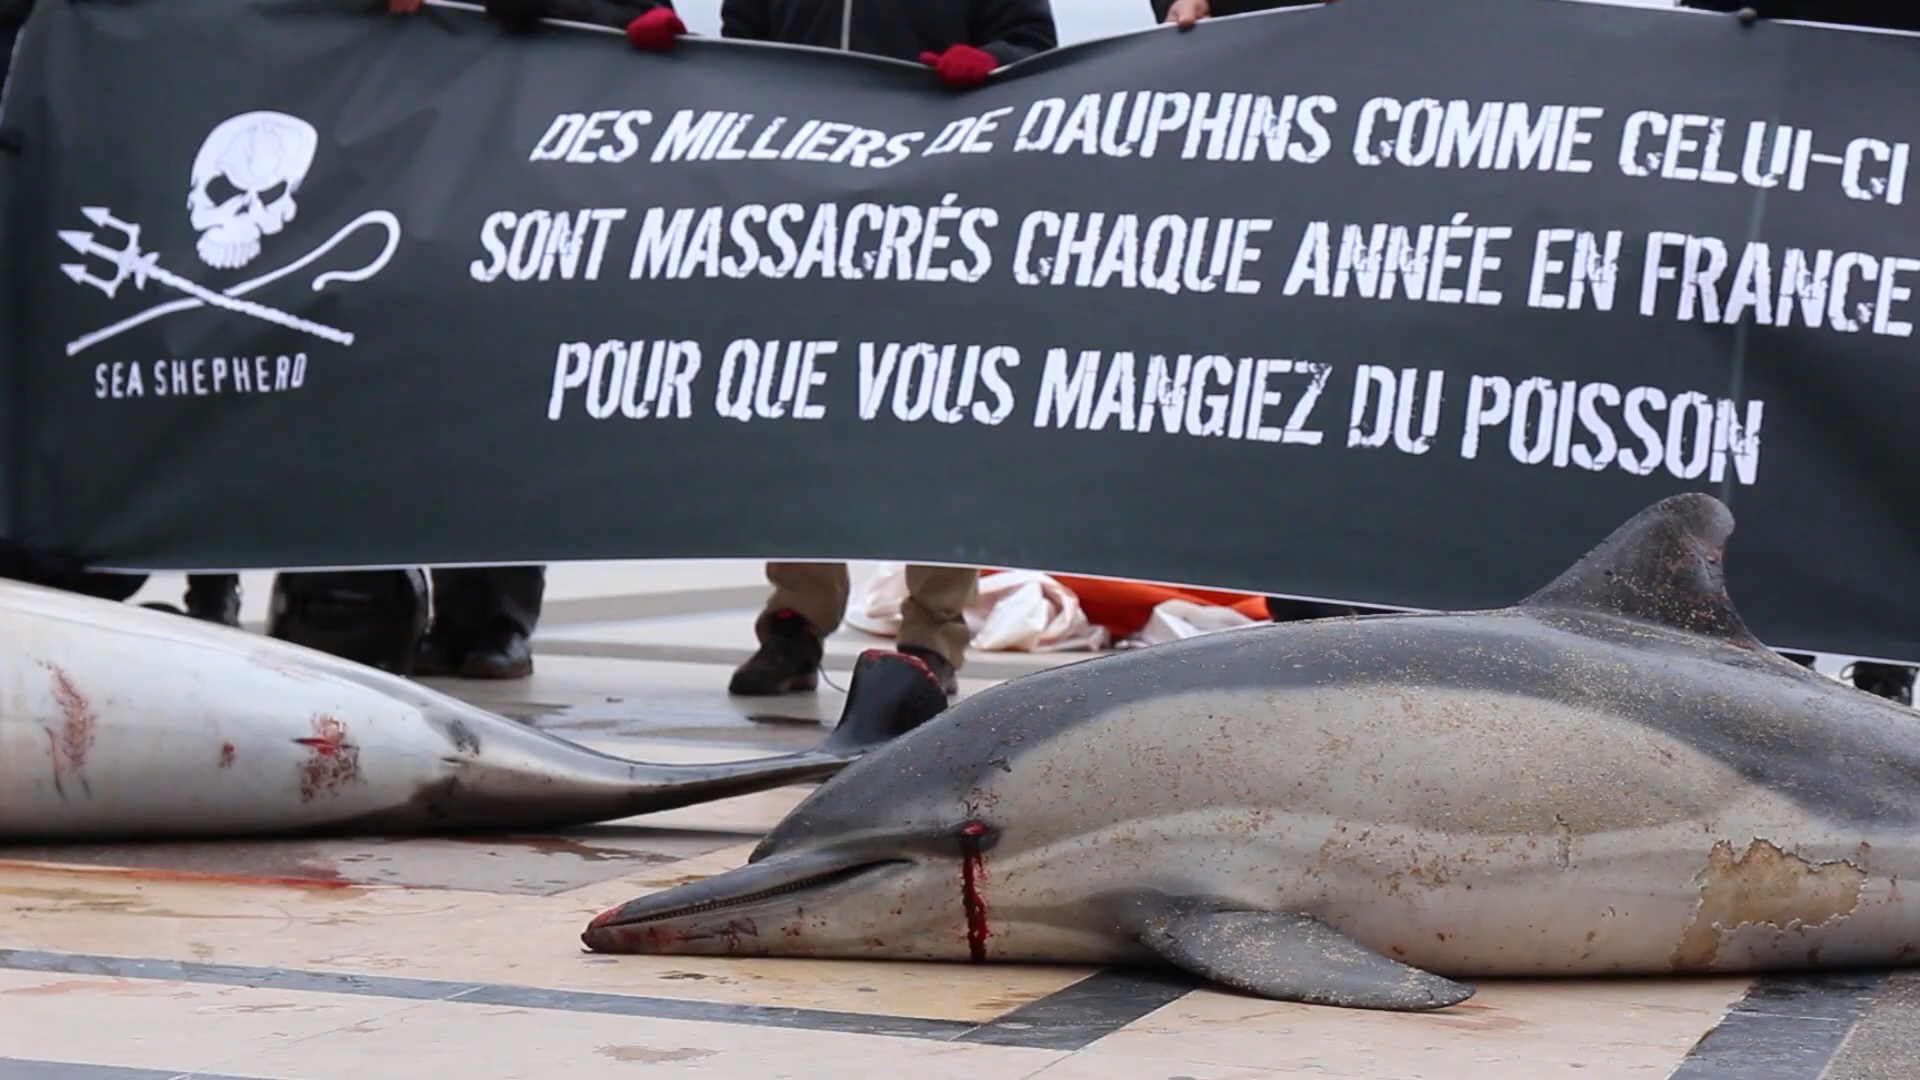 DES MILLIERS DE DAUPHINS COMME CELUI-CI
SONT MASSACRÉS CHAQUE ANNÉE EN FRANCE
POUR QUE VOUS MANGIEZ DU POISSON
SEA SHEPHERD